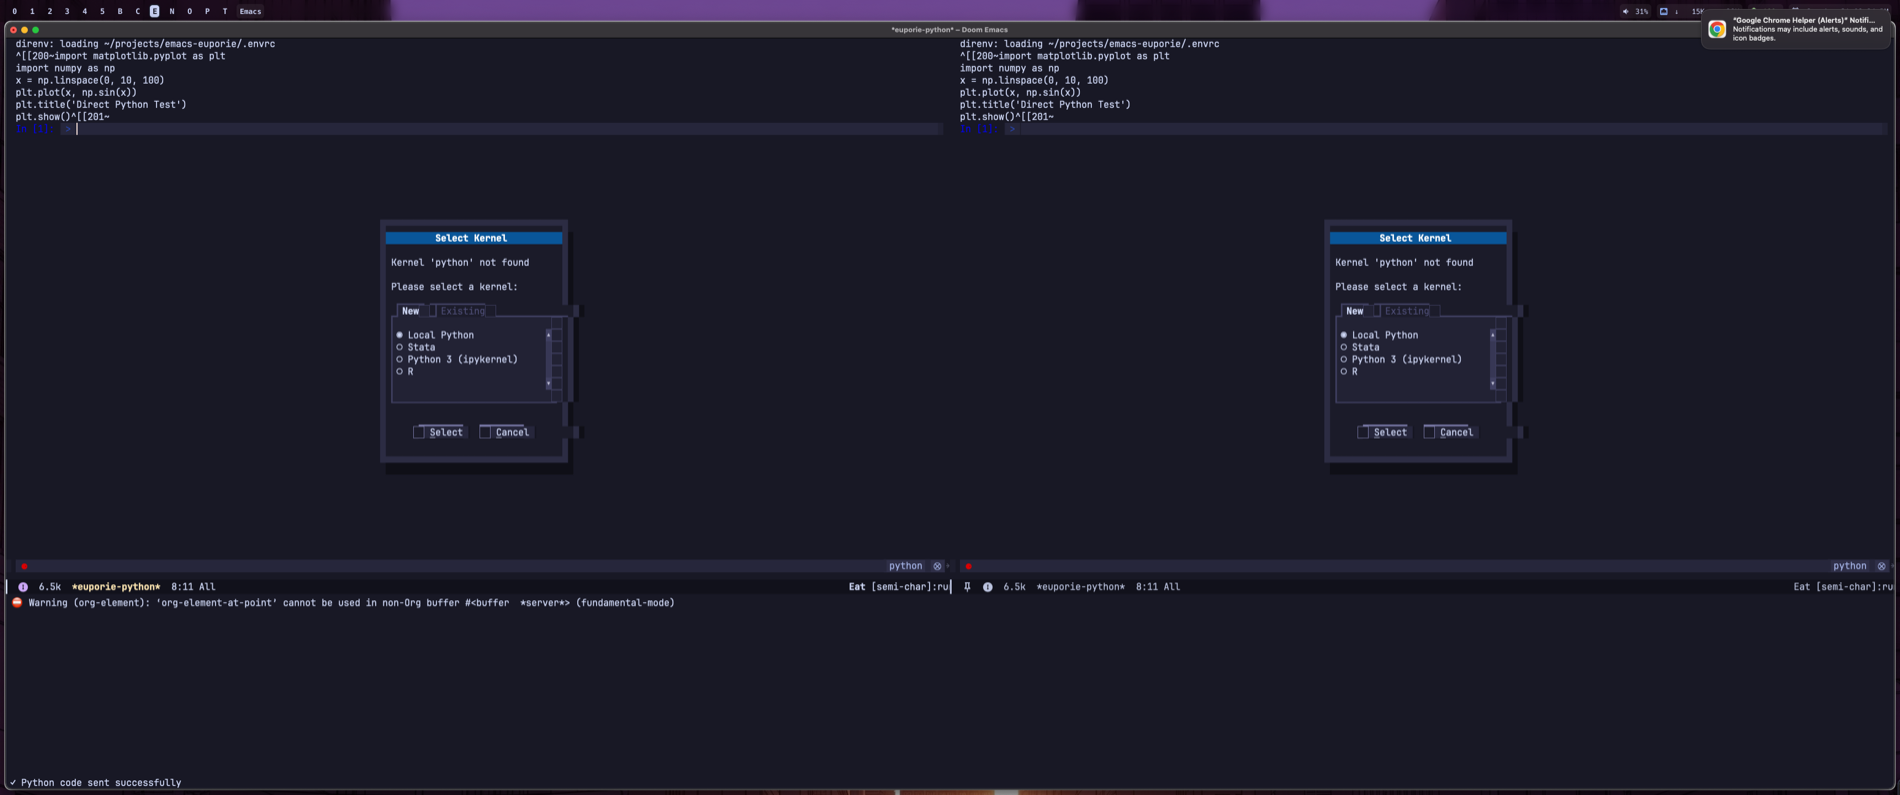 0 1 2 3 4 5 B C E N O P T Emacs
31% 15K
"Google Chrome Helper (Alerts)" Notifi...
Notifications may include alerts, sounds, and
icon badges.
*euporie-python* – Doom Emacs
direnv: loading ~/projects/emacs-euporie/.envrc
^[[200~import matplotlib.pyplot as plt
import numpy as np
x = np.linspace(0, 10, 100)
plt.plot(x, np.sin(x))
plt.title('Direct Python Test')
plt.show()^[[201~
In [1]: >
Select Kernel
Kernel 'python' not found
Please select a kernel:
New Existing
Local Python
Stata
Python 3 (ipykernel)
R
Select Cancel
python
6.5k *euporie-python* 8:11 All Eat [semi-char]:ru
direnv: loading ~/projects/emacs-euporie/.envrc
^[[200~import matplotlib.pyplot as plt
import numpy as np
x = np.linspace(0, 10, 100)
plt.plot(x, np.sin(x))
plt.title('Direct Python Test')
plt.show()^[[201~
In [1]: >
Select Kernel
Kernel 'python' not found
Please select a kernel:
New Existing
Local Python
Stata
Python 3 (ipykernel)
R
Select Cancel
python
6.5k *euporie-python* 8:11 All Eat [semi-char]:ru
Warning (org-element): ‘org-element-at-point’ cannot be used in non-Org buffer #<buffer  *server*> (fundamental-mode)
✓ Python code sent successfully